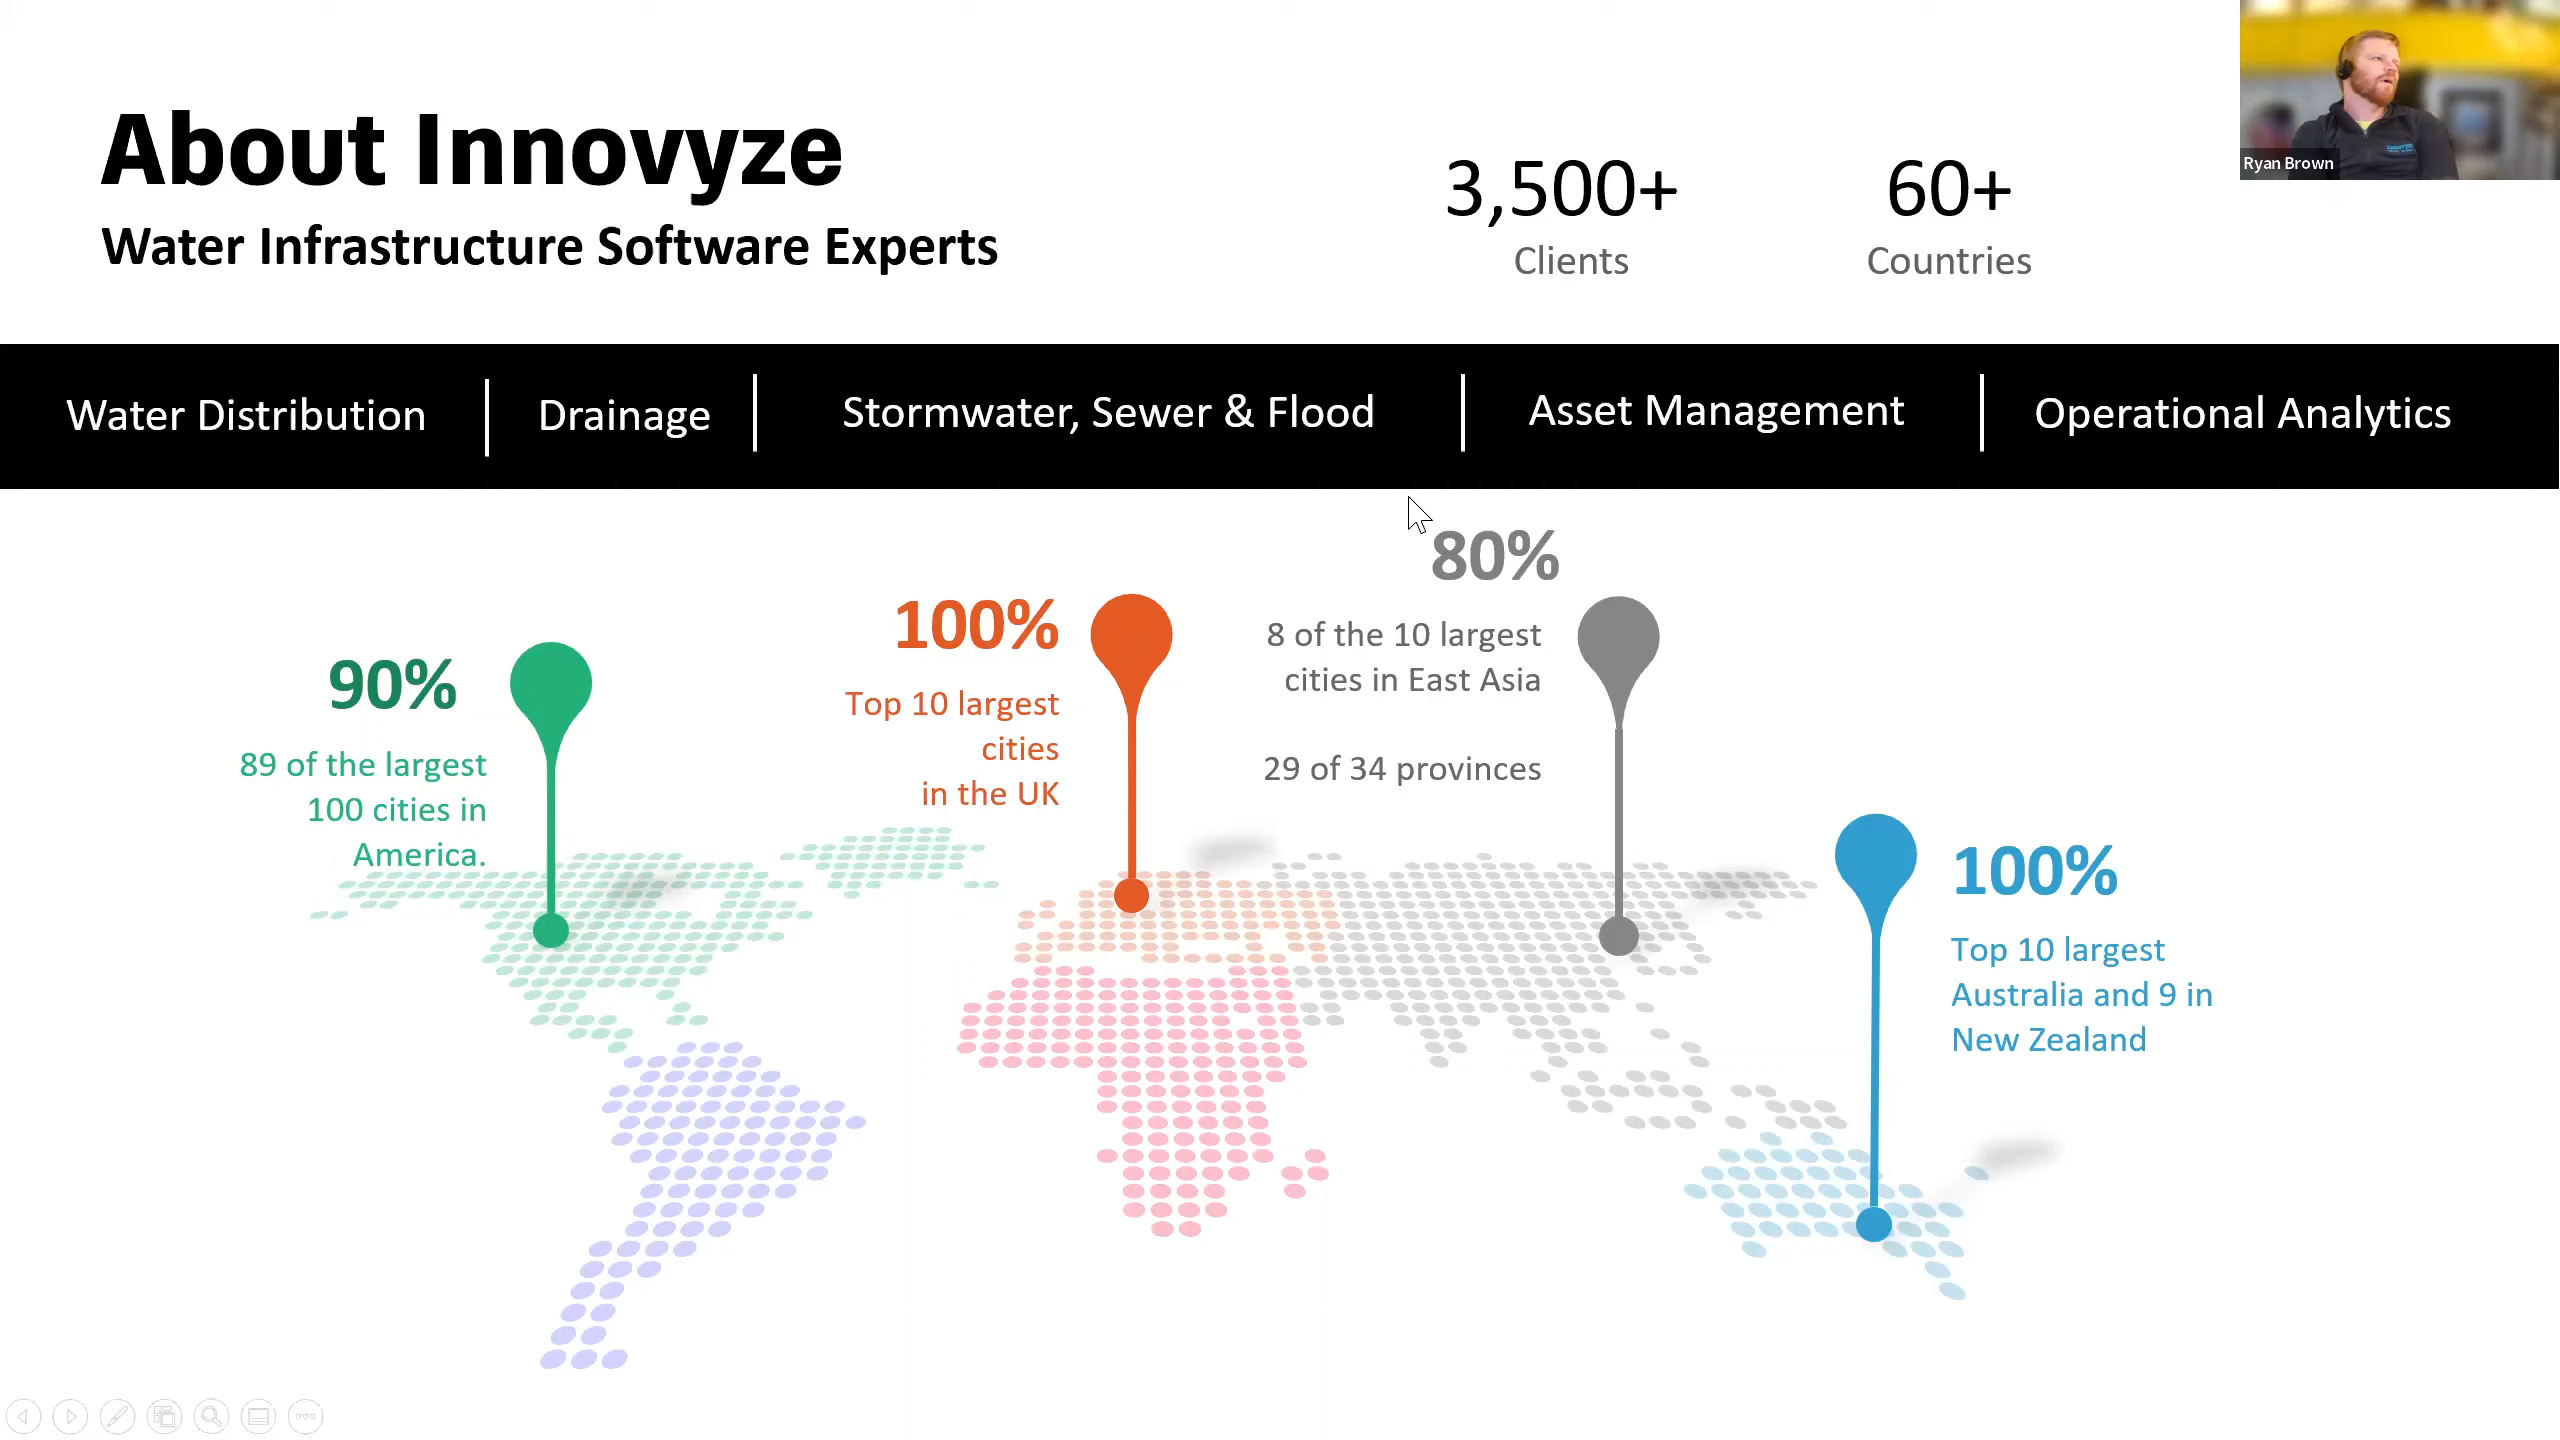 About Innovyze
Water Infrastructure Software Experts
3,500+
Clients
60+
Countries
Ryan Brown
Water Distribution
Drainage
Stormwater, Sewer & Flood
Asset Management
Operational Analytics
90%
89 of the largest
100 cities in
America.
100%
Top 10 largest
cities
in the UK
80%
8 of the 10 largest
cities in East Asia
29 of 34 provinces
100%
Top 10 largest
Australia and 9 in
New Zealand